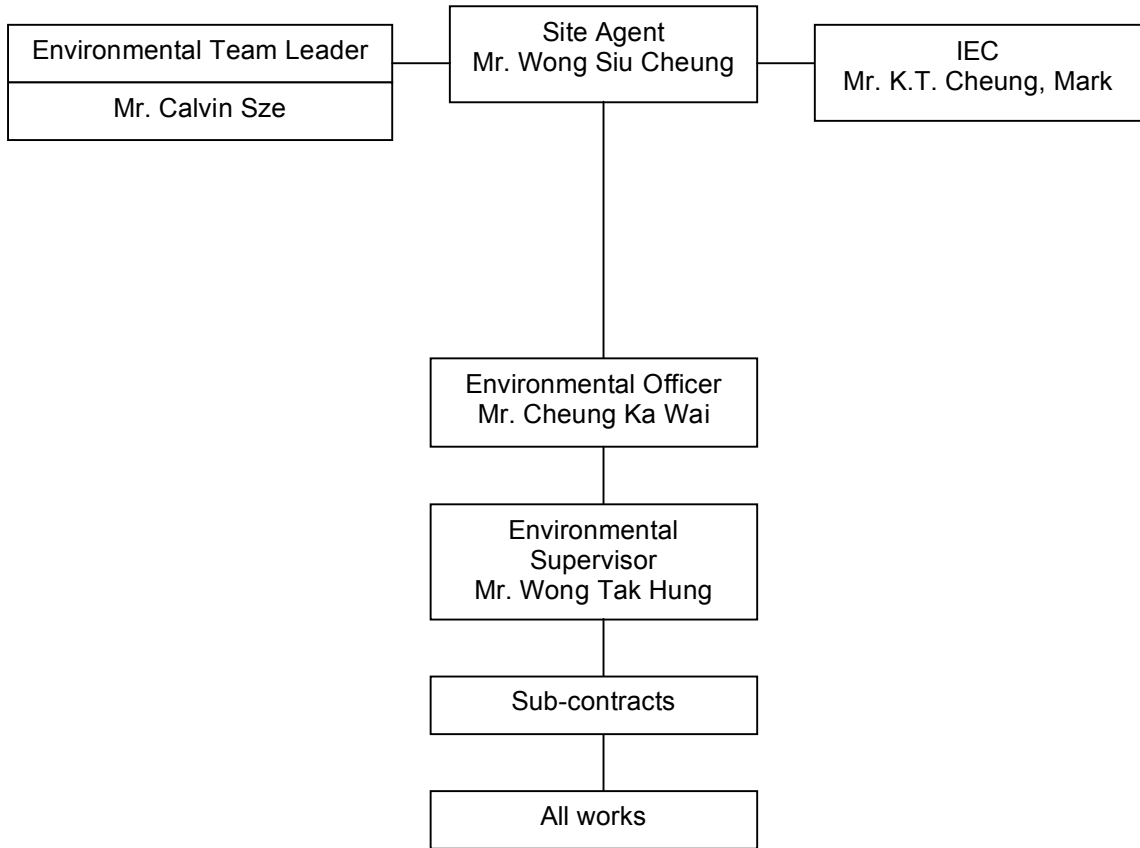 Environmental Team Leader
Mr. Calvin Sze
Site Agent
Mr. Wong Siu Cheung
IEC
Mr. K.T. Cheung, Mark
Environmental Officer
Mr. Cheung Ka Wai
Environmental
Supervisor
Mr. Wong Tak Hung
Sub-contracts
All works